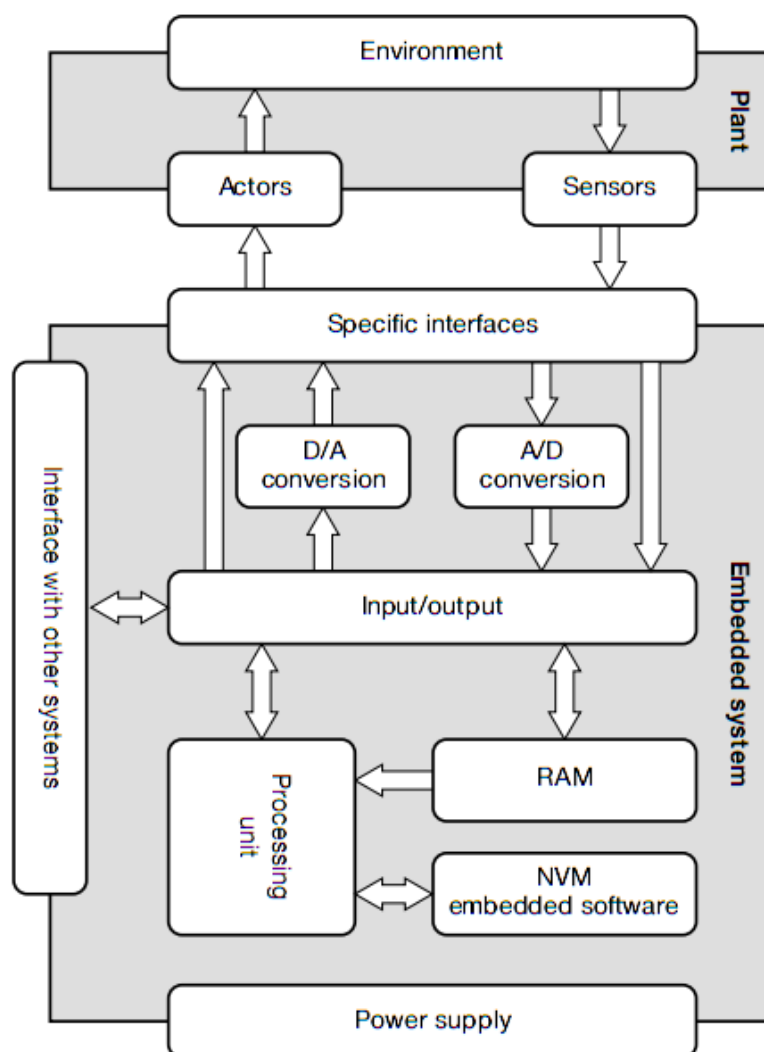 Environment
Plant
Actors
Sensors
Specific interfaces
D/A
conversion
A/D
conversion
Interface with other systems
Input/output
Embedded system
Processing
unit
RAM
NVM
embedded software
Power supply